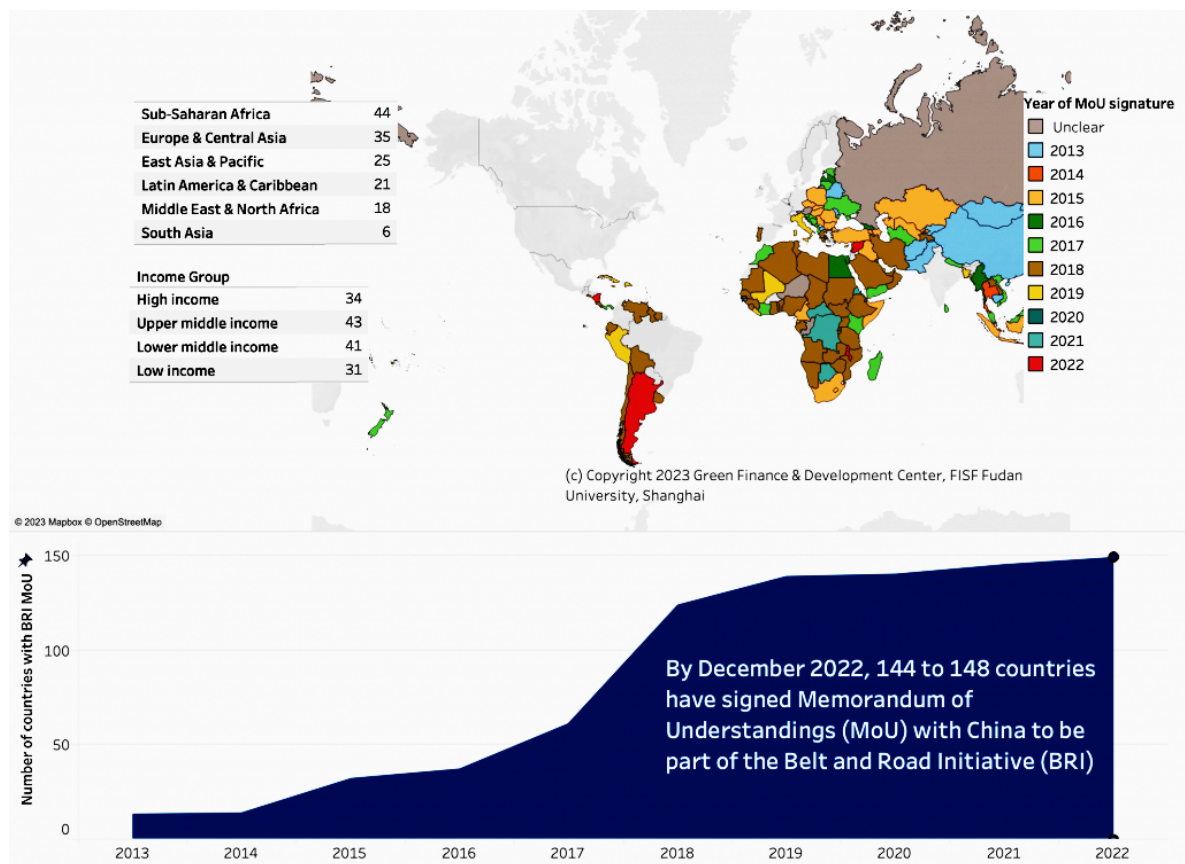 Sub-Saharan Africa 44
Europe & Central Asia 35
East Asia & Pacific 25
Latin America & Caribbean 21
Middle East & North Africa 18
South Asia 6
Income Group
High income 34
Upper middle income 43
Lower middle income 41
Low income 31
Year of MoU signature
Unclear
2013
2014
2015
2016
2017
2018
2019
2020
2021
2022
(c) Copyright 2023 Green Finance & Development Center, FISF Fudan
University, Shanghai
© 2023 Mapbox © OpenStreetMap
Number of countries with BRI MoU
150
100
50
0
By December 2022, 144 to 148 countries
have signed Memorandum of
Understandings (MoU) with China to be
part of the Belt and Road Initiative (BRI)
2013 2014 2015 2016 2017 2018 2019 2020 2021 2022